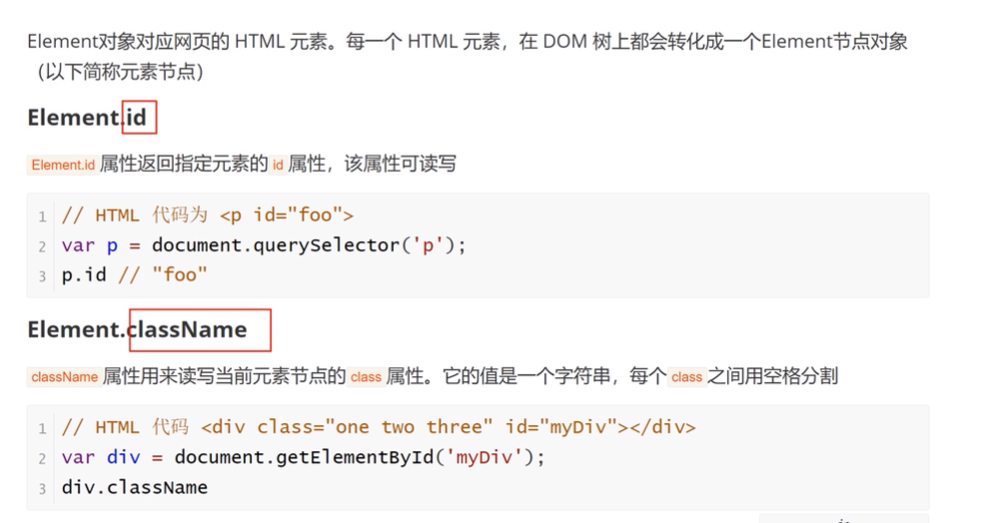 Element对象对应网页的 HTML 元素。每一个 HTML 元素，在 DOM 树上都会转化成一个Element节点对象
（以下简称元素节点）
Element.id
Element.id 属性返回指定元素的 id 属性，该属性可读写
1 // HTML 代码为 <p id="foo">
2 var p = document.querySelector('p');
3 p.id // "foo"
Element.className
className 属性用来读写当前元素节点的 class 属性。它的值是一个字符串，每个 class 之间用空格分割
1 // HTML 代码 <div class="one two three" id="myDiv"></div>
2 var div = document.getElementById('myDiv');
3 div.className